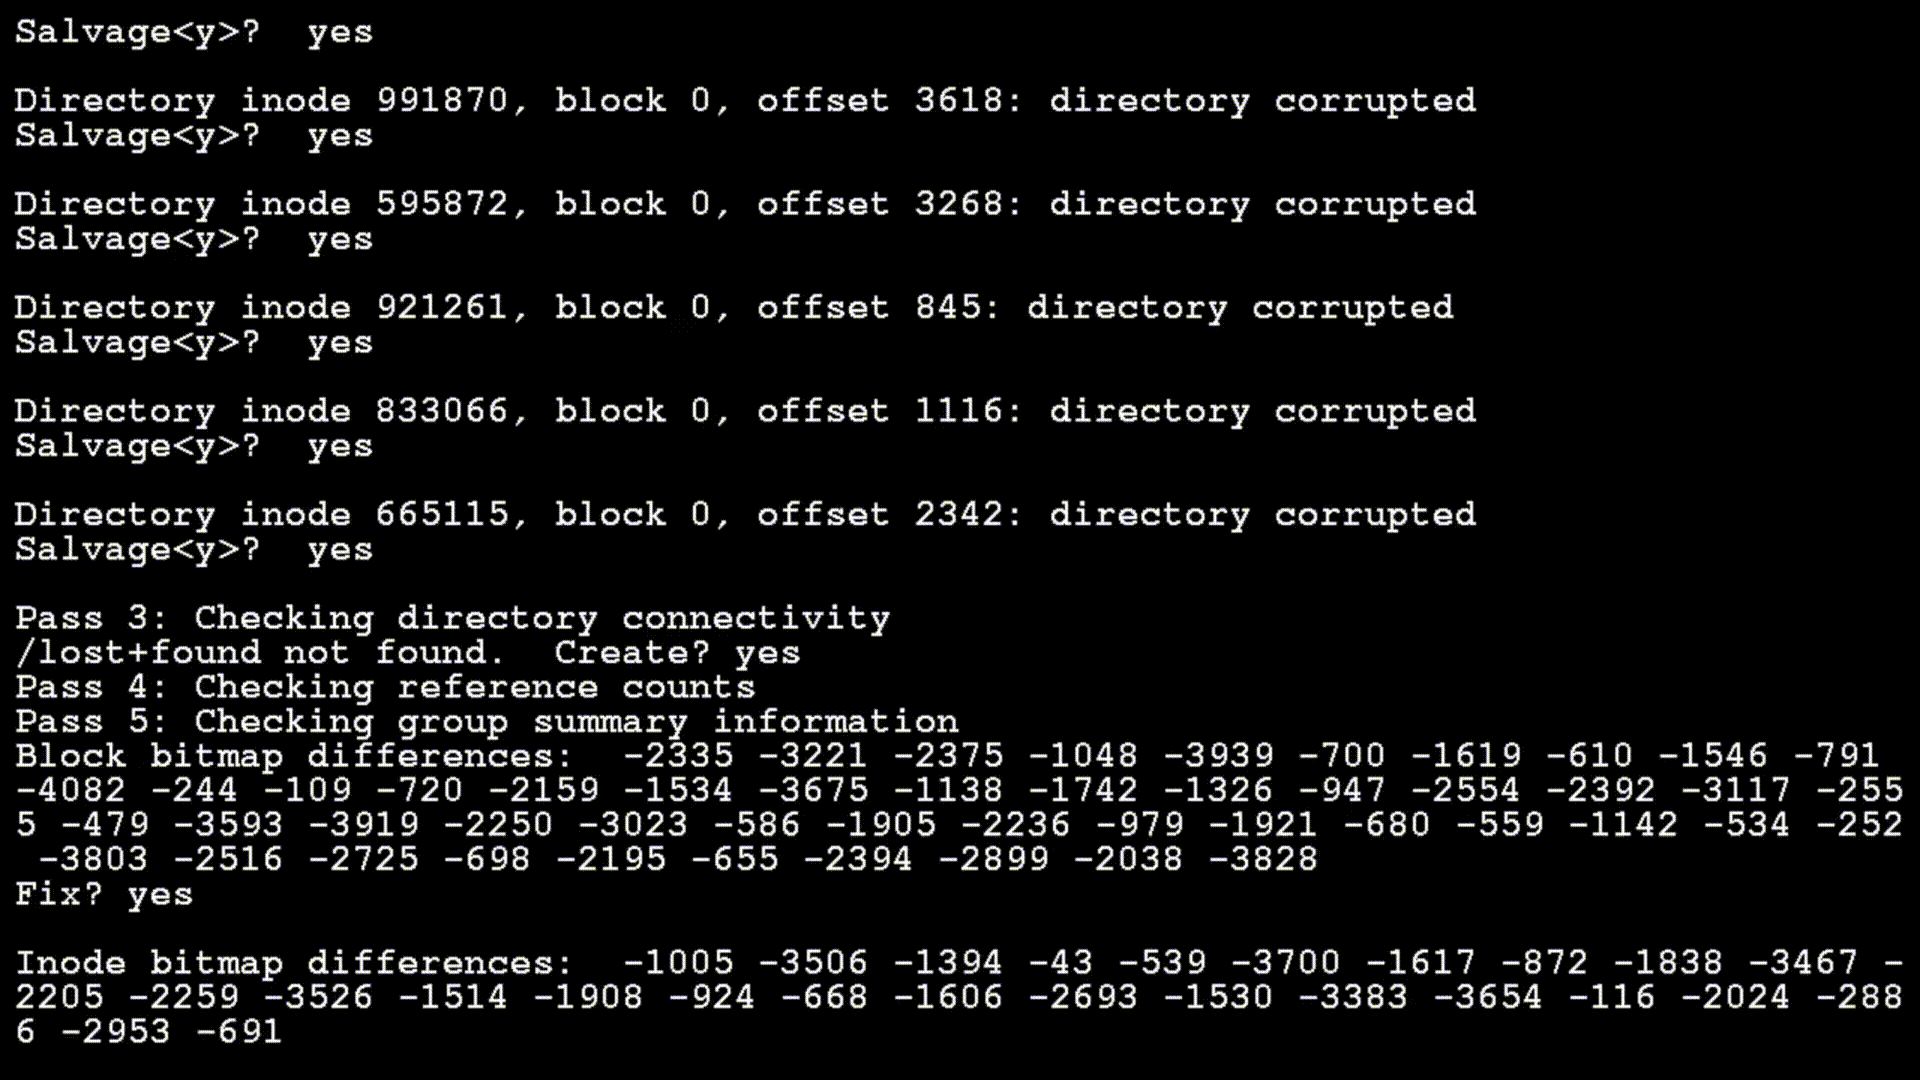 Salvage<y>?  yes
Directory inode 991870, block 0, offset 3618: directory corrupted
Salvage<y>?  yes
Directory inode 595872, block 0, offset 3268: directory corrupted
Salvage<y>?  yes
Directory inode 921261, block 0, offset 845: directory corrupted
Salvage<y>?  yes
Directory inode 833066, block 0, offset 1116: directory corrupted
Salvage<y>?  yes
Directory inode 665115, block 0, offset 2342: directory corrupted
Salvage<y>?  yes
Pass 3: Checking directory connectivity
/lost+found not found.  Create? yes
Pass 4: Checking reference counts
Pass 5: Checking group summary information
Block bitmap differences:  -2335 -3221 -2375 -1048 -3939 -700 -1619 -610 -1546 -791
-4082 -244 -109 -720 -2159 -1534 -3675 -1138 -1742 -1326 -947 -2554 -2392 -3117 -255
5 -479 -3593 -3919 -2250 -3023 -586 -1905 -2236 -979 -1921 -680 -559 -1142 -534 -252
-3803 -2516 -2725 -698 -2195 -655 -2394 -2899 -2038 -3828
Fix? yes
Inode bitmap differences:  -1005 -3506 -1394 -43 -539 -3700 -1617 -872 -1838 -3467 -
2205 -2259 -3526 -1514 -1908 -924 -668 -1606 -2693 -1530 -3383 -3654 -116 -2024 -288
6 -2953 -691